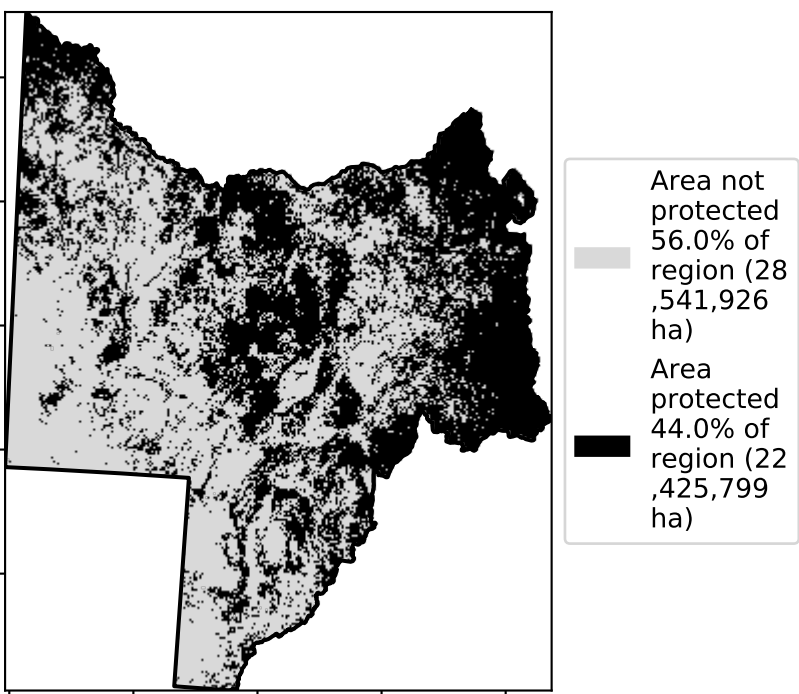 Area not
protected
56.0% of
region (28
,541,926
ha)
Area
protected
44.0% of
region (22
,425,799
ha)